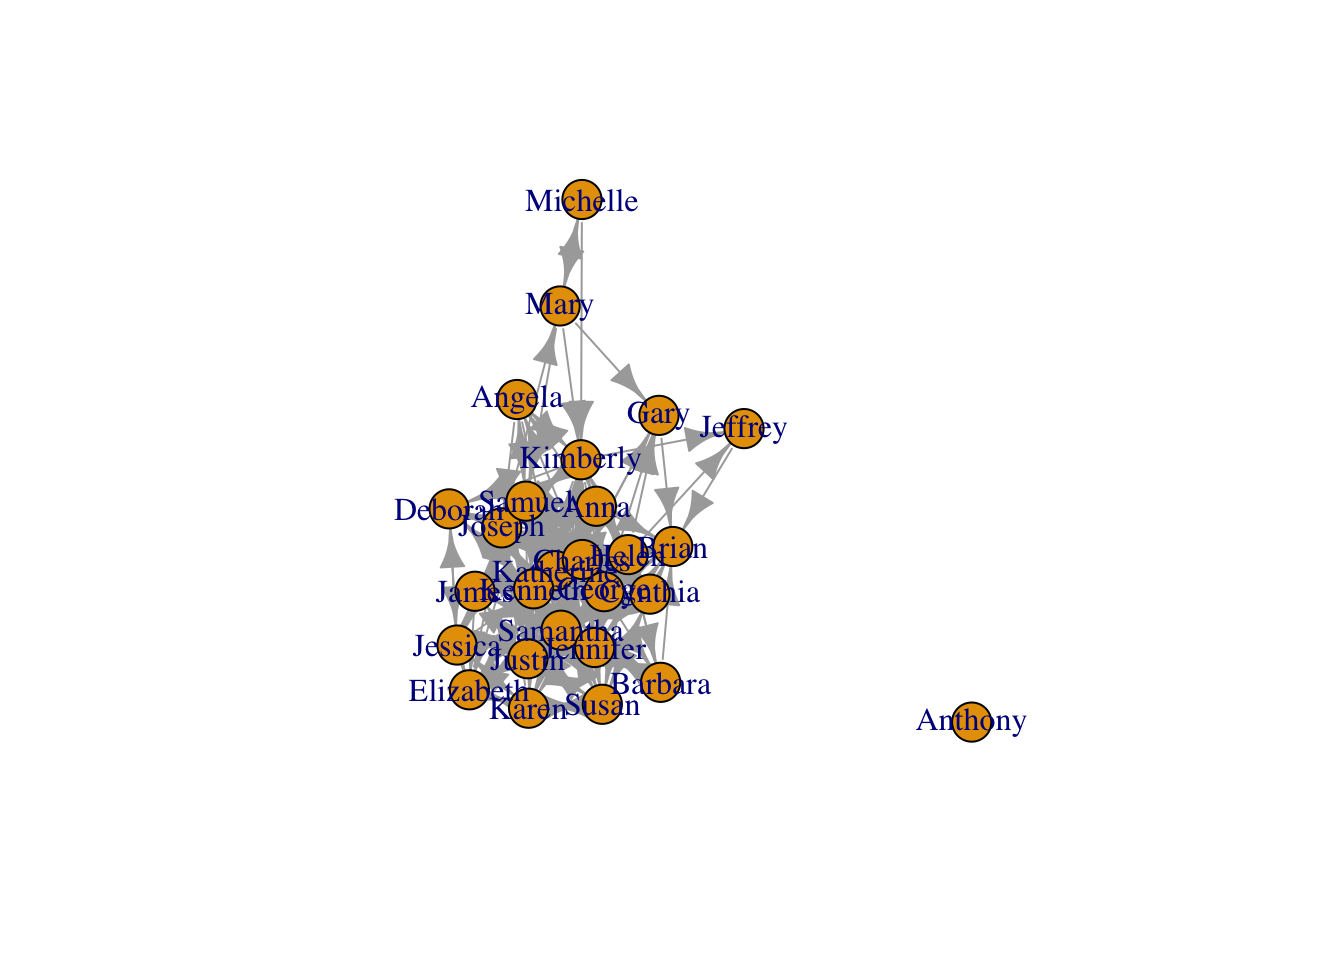 Michelle
Mary
Angela
Gary
Jeffrey
Kimberly
Samuel
Anna
Deborah
Joseph
Brian
Helen
Charles
Katherine
James
Kenneth
George
Cynthia
Samantha
Jessica
Jennifer
Justin
Barbara
Elizabeth
Susan
Karen
Anthony